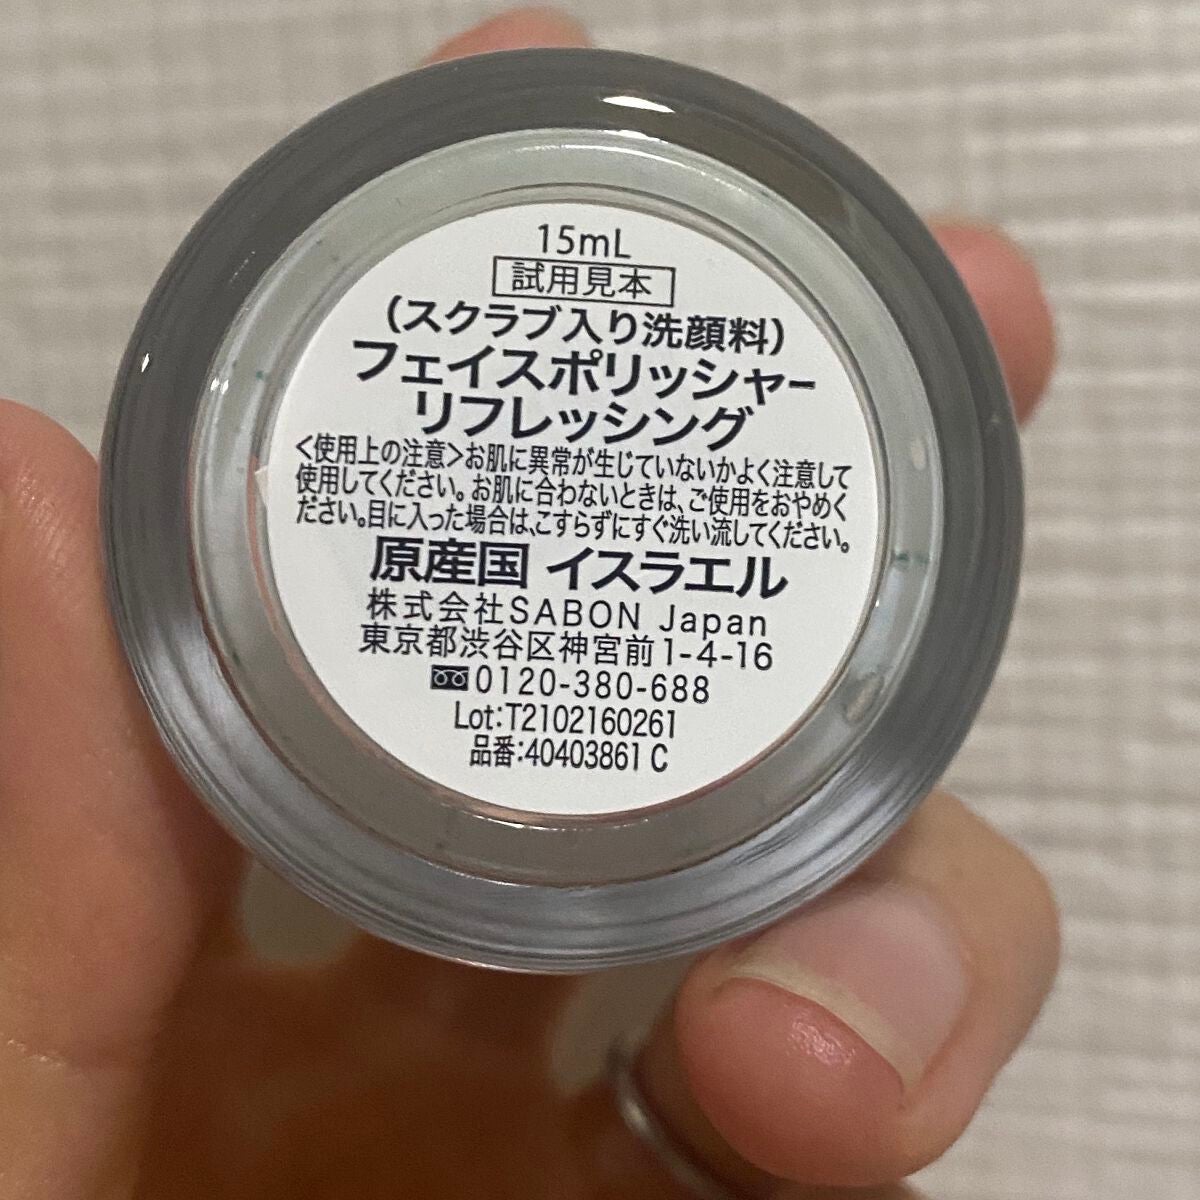 15mL
試用見本
(スクラブ入り洗顔料)
フェイスポリッシャー
リフレッシング
<使用上の注意>お肌に異常が生じていないかよく注意して
使用してください。お肌に合わないときは、ご使用をおやめく
ださい。目に入った場合は、こすらずにすぐ洗い流してください。
原産国 イスラエル
株式会社SABON Japan
東京都渋谷区神宮前1-4-16
0120-380-688
Lot:T2102160261
品番:40403861 C